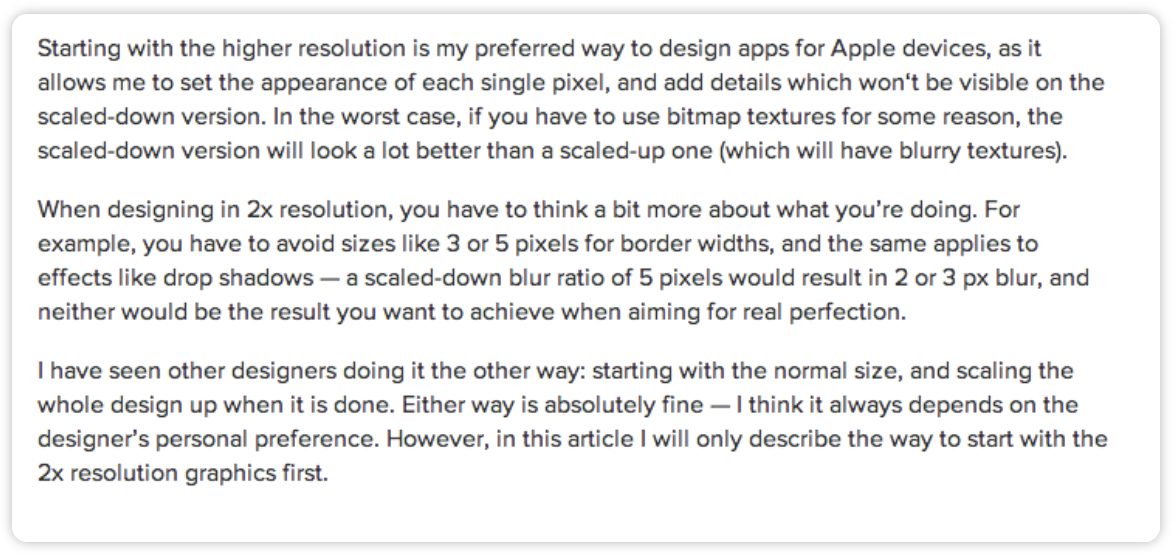 Starting with the higher resolution is my preferred way to design apps for Apple devices, as it
allows me to set the appearance of each single pixel, and add details which won‘t be visible on the
scaled-down version. In the worst case, if you have to use bitmap textures for some reason, the
scaled-down version will look a lot better than a scaled-up one (which will have blurry textures).
When designing in 2x resolution, you have to think a bit more about what you’re doing. For
example, you have to avoid sizes like 3 or 5 pixels for border widths, and the same applies to
effects like drop shadows — a scaled-down blur ratio of 5 pixels would result in 2 or 3 px blur, and
neither would be the result you want to achieve when aiming for real perfection.
I have seen other designers doing it the other way: starting with the normal size, and scaling the
whole design up when it is done. Either way is absolutely fine — I think it always depends on the
designer’s personal preference. However, in this article I will only describe the way to start with the
2x resolution graphics first.